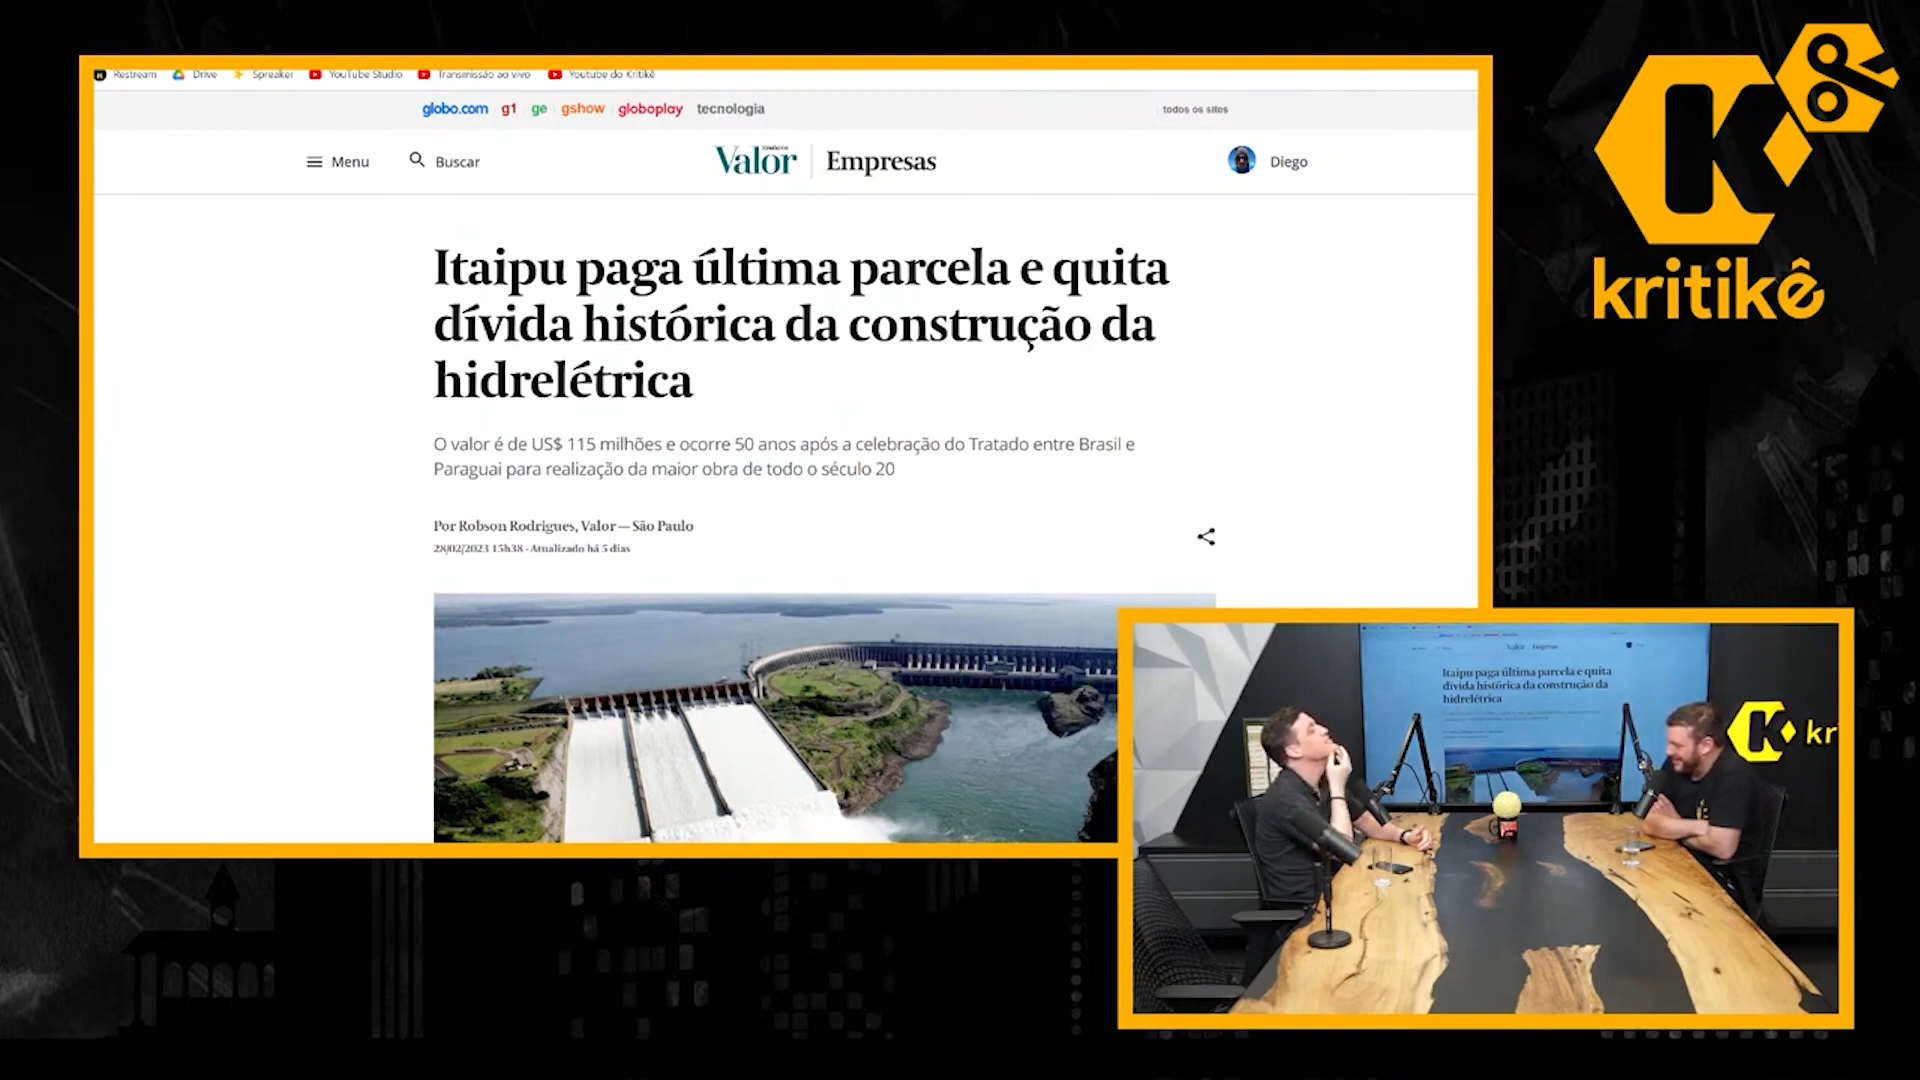 Restream Drive Spreaker YouTube Studio Transmissão ao vivo Youtube do Kritikê
globo.com g1 ge gshow globoplay tecnologia todos os sites
Menu Buscar Valor Empresas Diego
Itaipu paga última parcela e quita
dívida histórica da construção da
hidrelétrica
O valor é de US$ 115 milhões e ocorre 50 anos após a celebração do Tratado entre Brasil e
Paraguai para realização da maior obra de todo o século 20
Por Robson Rodrigues, Valor — São Paulo
28/02/2023 15h38 · Atualizado há 5 dias
K
kritikê
Valor Empresas
Itaipu paga última parcela e quita
dívida histórica da construção da
hidrelétrica
K kr